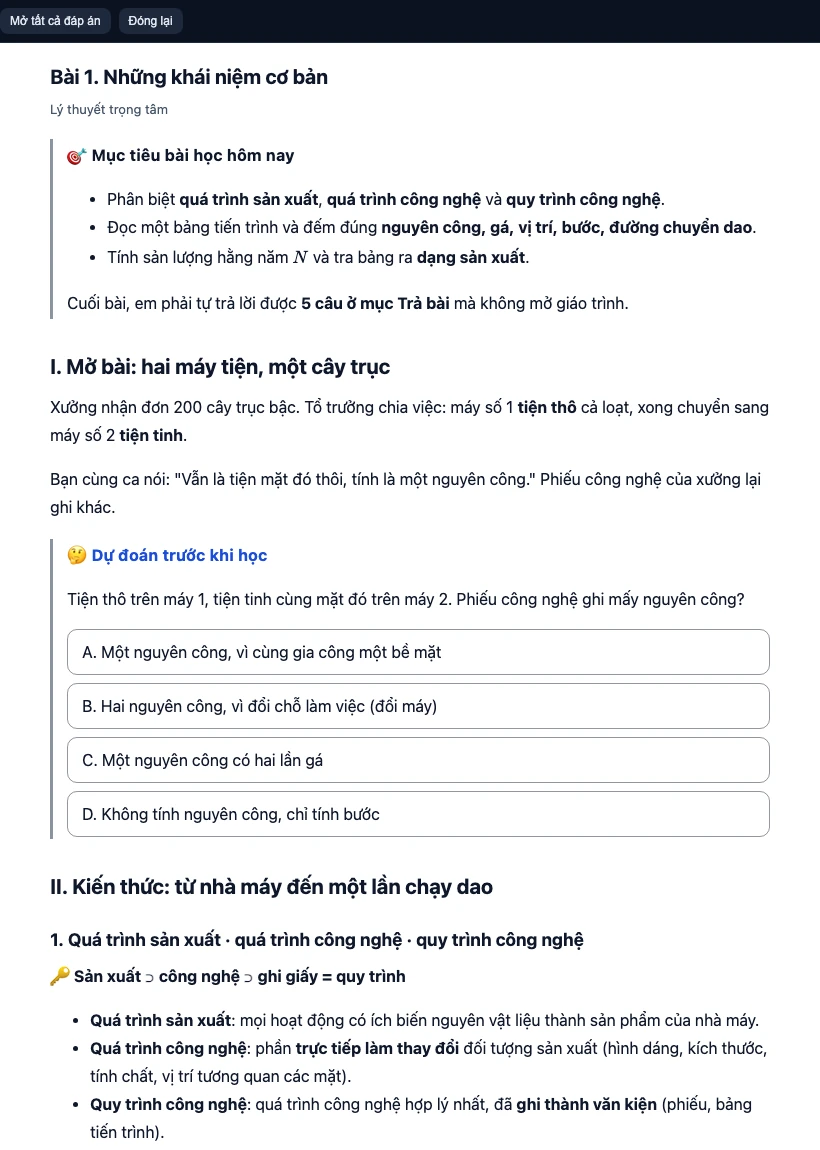 Mở tất cả đáp án
Đóng lại
Bài 1. Những khái niệm cơ bản
Lý thuyết trọng tâm
🎯 Mục tiêu bài học hôm nay
• Phân biệt quá trình sản xuất, quá trình công nghệ và quy trình công nghệ.
• Đọc một bảng tiến trình và đếm đúng nguyên công, gá, vị trí, bước, đường chuyển dao.
• Tính sản lượng hằng năm N và tra bảng ra dạng sản xuất.
Cuối bài, em phải tự trả lời được 5 câu ở mục Trả bài mà không mở giáo trình.
I. Mở bài: hai máy tiện, một cây trục
Xưởng nhận đơn 200 cây trục bậc. Tổ trưởng chia việc: máy số 1 tiện thô cả loạt, xong chuyển sang
máy số 2 tiện tinh.
Bạn cùng ca nói: "Vẫn là tiện mặt đó thôi, tính là một nguyên công." Phiếu công nghệ của xưởng lại
ghi khác.
🤔 Dự đoán trước khi học
Tiện thô trên máy 1, tiện tinh cùng mặt đó trên máy 2. Phiếu công nghệ ghi mấy nguyên công?
A. Một nguyên công, vì cùng gia công một bề mặt
B. Hai nguyên công, vì đổi chỗ làm việc (đổi máy)
C. Một nguyên công có hai lần gá
D. Không tính nguyên công, chỉ tính bước
II. Kiến thức: từ nhà máy đến một lần chạy dao
1. Quá trình sản xuất · quá trình công nghệ · quy trình công nghệ
🔑 Sản xuất ⊃ công nghệ ⊃ ghi giấy = quy trình
• Quá trình sản xuất: mọi hoạt động có ích biến nguyên vật liệu thành sản phẩm của nhà máy.
• Quá trình công nghệ: phần trực tiếp làm thay đổi đối tượng sản xuất (hình dáng, kích thước,
tính chất, vị trí tương quan các mặt).
• Quy trình công nghệ: quá trình công nghệ hợp lý nhất, đã ghi thành văn kiện (phiếu, bảng
tiến trình).